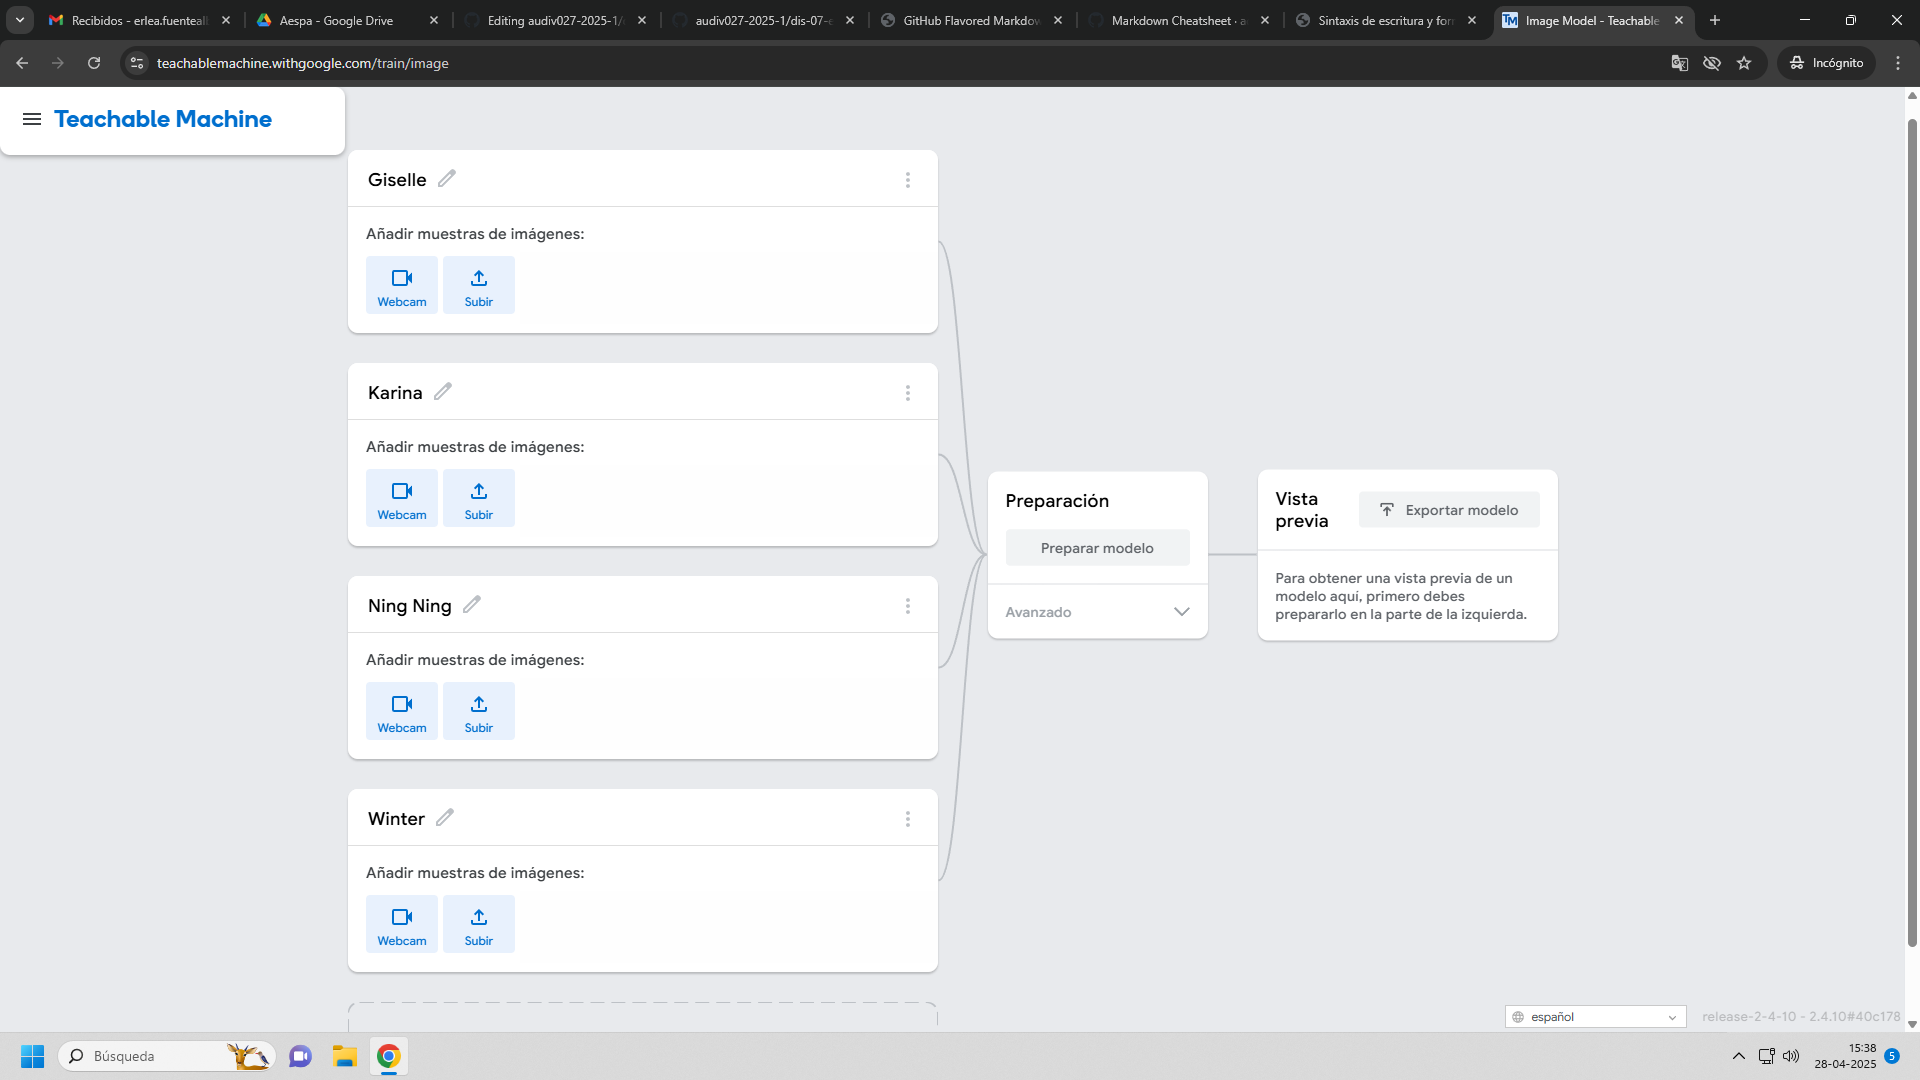 Recibidos - erlea.fuenteall
Aespa - Google Drive
Editing audiv027-2025-1/
audiv027-2025-1/dis-07-e
GitHub Flavored Markdow
Markdown Cheatsheet · a
Sintaxis de escritura y for
Image Model - Teachable
teachablemachine.withgoogle.com/train/image
Incógnito
Teachable Machine
Giselle
Añadir muestras de imágenes:
Webcam
Subir
Karina
Añadir muestras de imágenes:
Webcam
Subir
Ning Ning
Añadir muestras de imágenes:
Webcam
Subir
Winter
Añadir muestras de imágenes:
Webcam
Subir
Preparación
Preparar modelo
Avanzado
Vista
previa
Exportar modelo
Para obtener una vista previa de un
modelo aquí, primero debes
prepararlo en la parte de la izquierda.
español
release-2-4-10 - 2.4.10#40c178
Búsqueda
15:38
28-04-2025
5